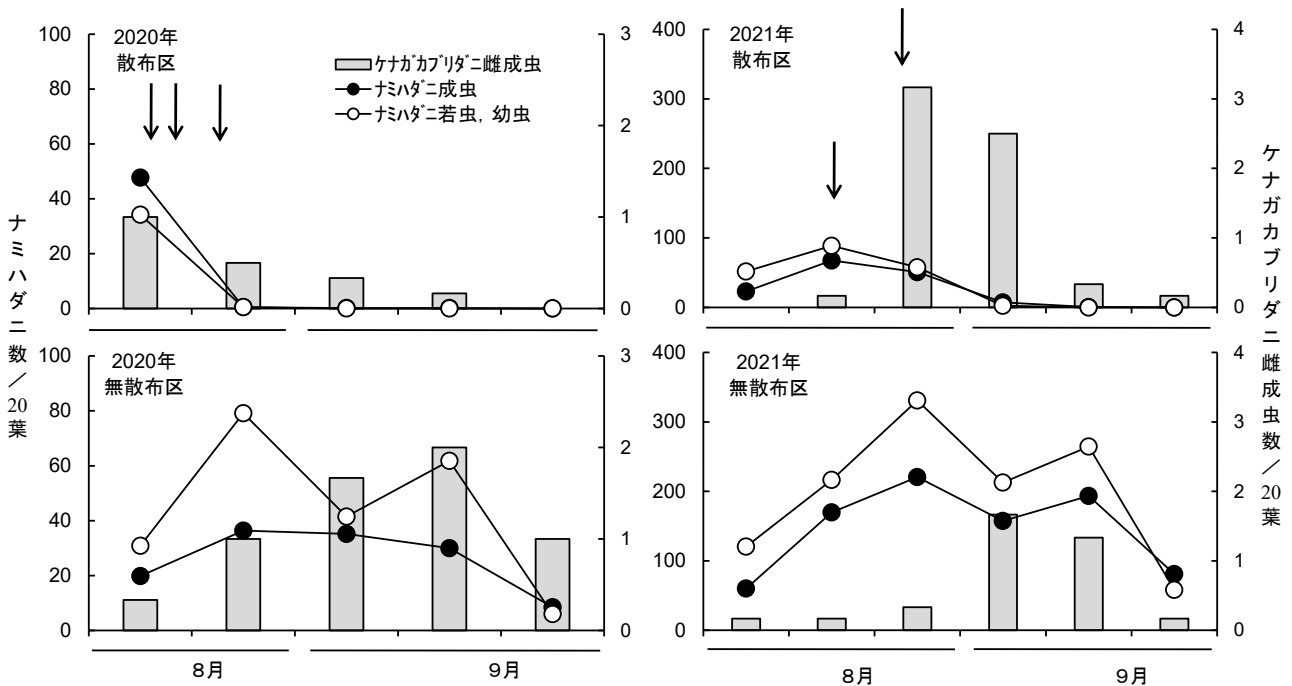 ナミハダニ数／20葉
100
80
60
40
20
0
2020年
散布区
ｹﾅｶﾞｶﾌﾞﾘﾀﾞﾆ雌成虫
ﾅﾐﾊﾀﾞﾆ成虫
ﾅﾐﾊﾀﾞﾆ若虫，幼虫
3
2
1
0
400
300
200
100
0
2021年
散布区
4
3
2
1
0
100
80
60
40
20
0
2020年
無散布区
3
2
1
0
8月
9月
400
300
200
100
0
2021年
無散布区
4
3
2
1
0
8月
9月
ケナガカブリダニ雌成虫数／20葉